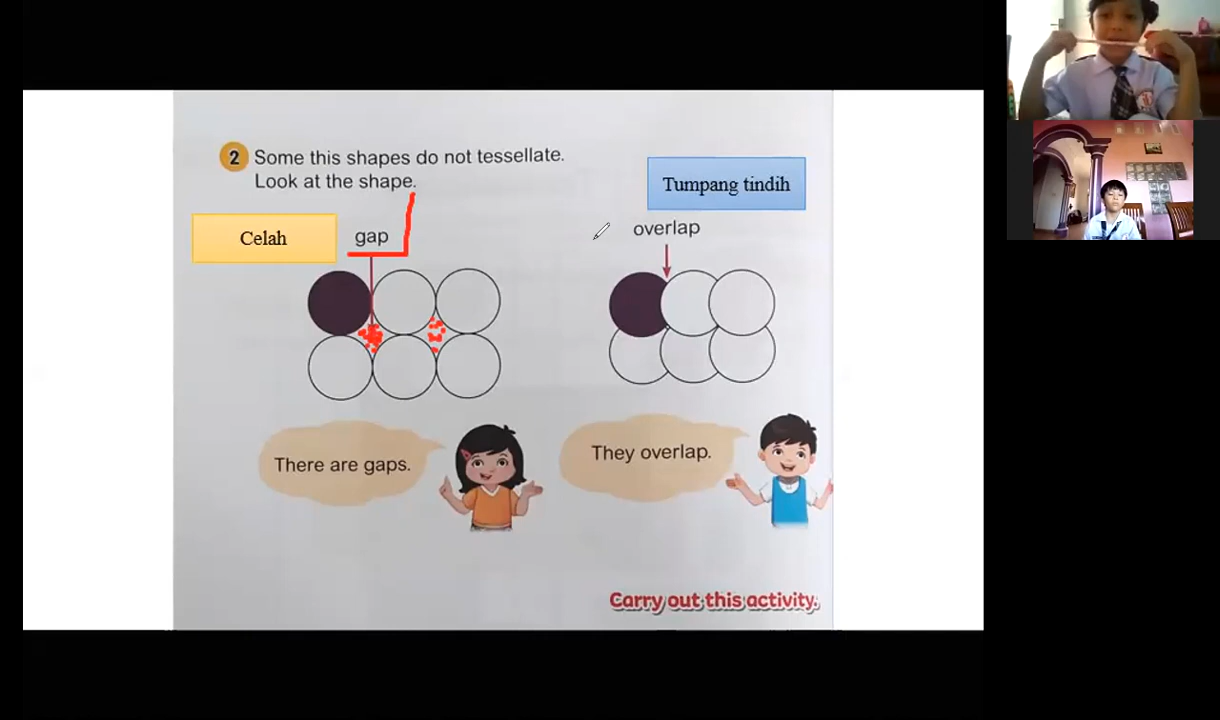 2 Some this shapes do not tessellate.
Look at the shape.
Tumpang tindih
Celah
gap
overlap
There are gaps.
They overlap.
Carry out this activity.